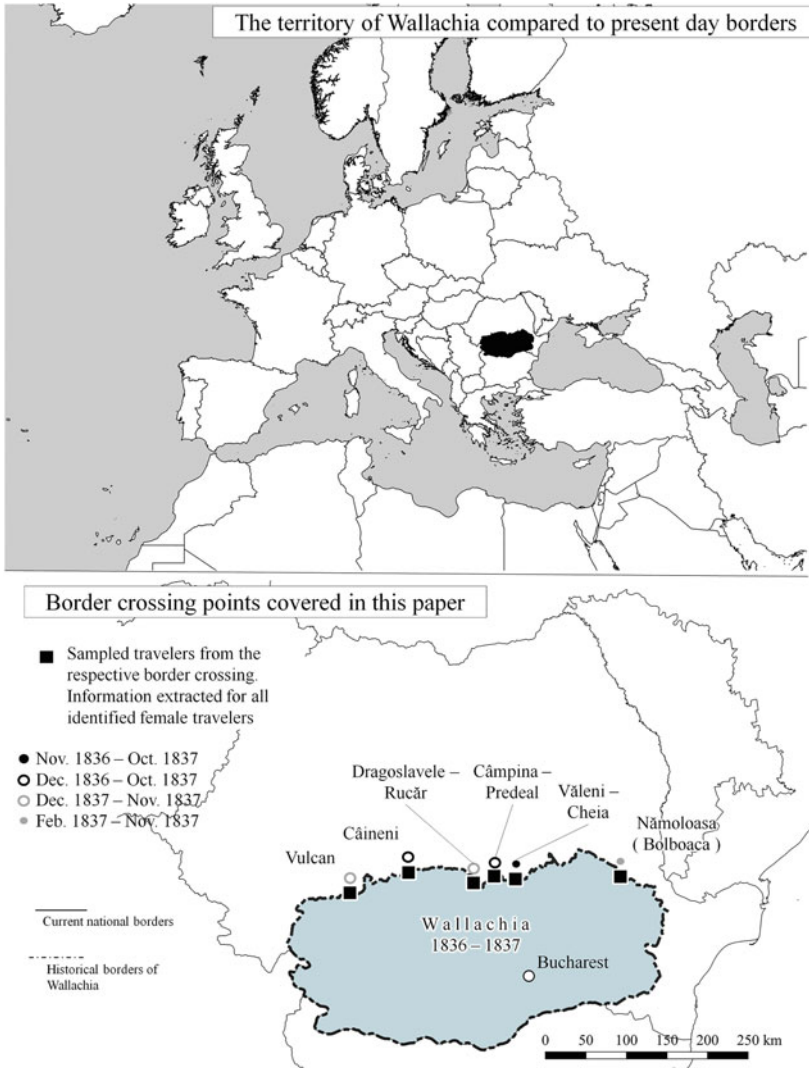 The territory of Wallachia compared to present day borders
Border crossing points covered in this paper
Sampled travelers from the
respective border crossing.
Information extracted for all
identified female travelers
Nov. 1836 – Oct. 1837
Dec. 1836 – Oct. 1837
Dec. 1837 – Nov. 1837
Feb. 1837 – Nov. 1837
Vulcan
Câineni
Dragoslavele –
Rucăr
Câmpina –
Predeal
Văleni –
Cheia
Nămoloasa
( Bolboaca )
Wallachia
1836 – 1837
Bucharest
Current national borders
Historical borders of
Wallachia
0 50 100 150 200 250 km